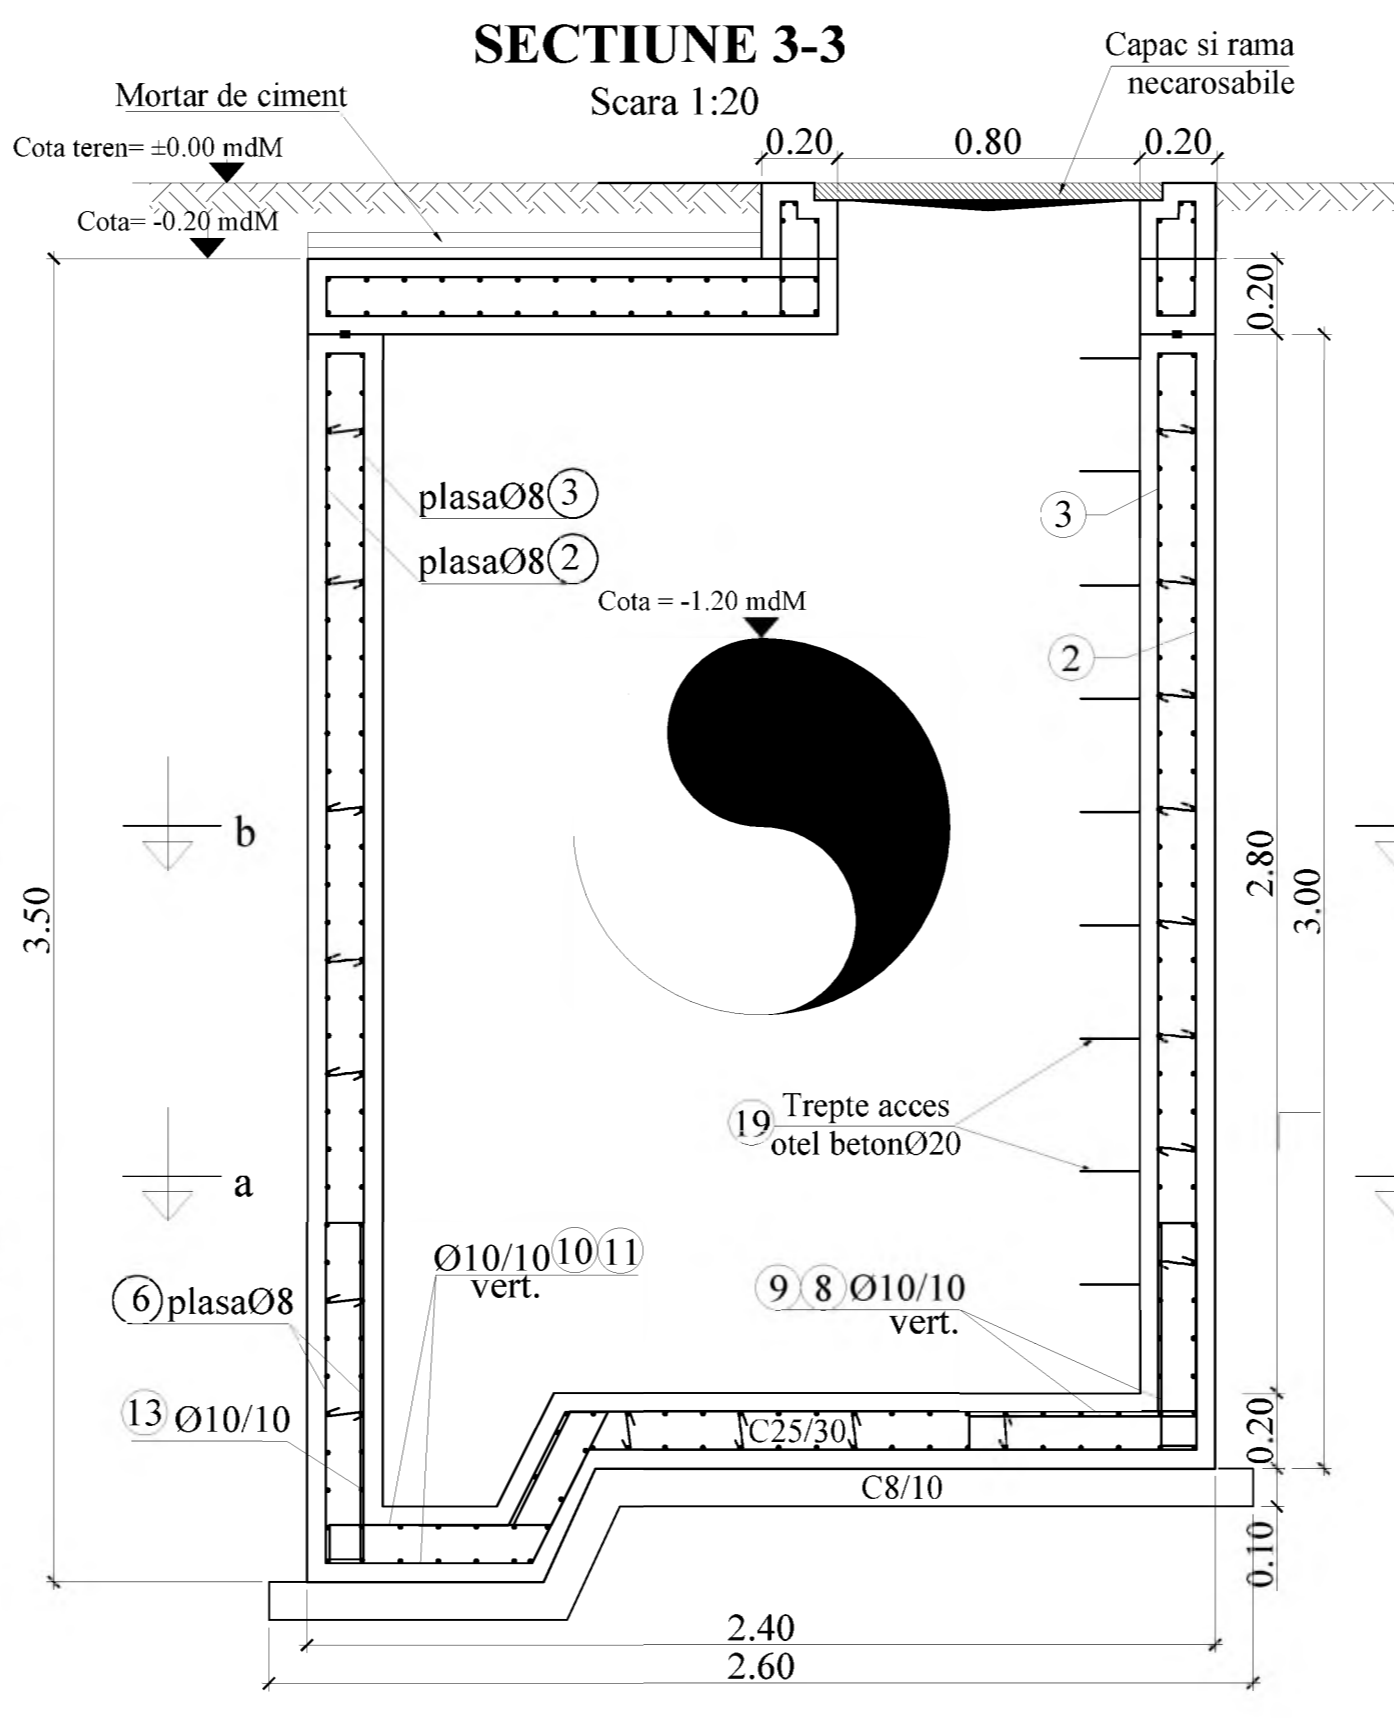 SECTIUNE 3-3
Scara 1:20
Capac si rama
necarosabile
Mortar de ciment
Cota teren= ±0.00 mdM
0.20
0.80
0.20
Cota= -0.20 mdM
0.20
plasaØ8 3
3
plasaØ8 2
Cota = -1.20 mdM
2
b
2.80
3.00
3.50
19 Trepte acces
otel betonØ20
a
Ø10/10 10 11
vert.
9 8 Ø10/10
vert.
6 plasaØ8
13 Ø10/10
C25/30
0.20
C8/10
0.10
2.40
2.60